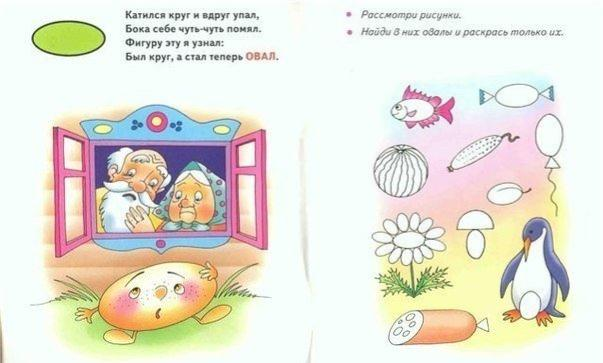 Катился круг и вдруг упал,
Бока себе чуть-чуть помял.
Фигуру эту я узнал:
Был круг, а стал теперь ОВАЛ.
Рассмотри рисунки.
Найди в них овалы и раскрась только их.